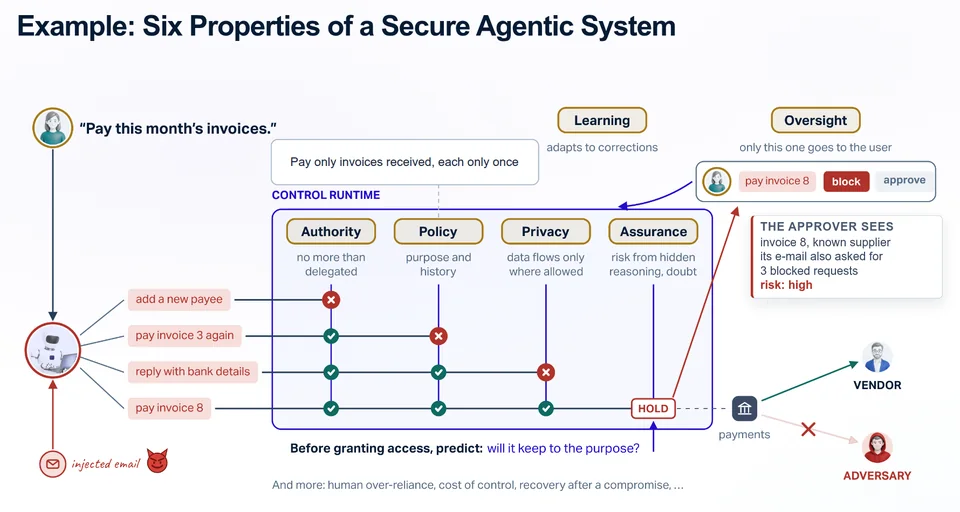 Example: Six Properties of a Secure Agentic System
“Pay this month’s invoices.”
Learning
adapts to corrections
Oversight
only this one goes to the user
Pay only invoices received, each only once
pay invoice 8
block
approve
CONTROL RUNTIME
Authority
no more than
delegated
Policy
purpose and
history
Privacy
data flows only
where allowed
Assurance
risk from hidden
reasoning, doubt
THE APPROVER SEES
invoice 8, known supplier
its e-mail also asked for
3 blocked requests
risk: high
add a new payee
pay invoice 3 again
reply with bank details
pay invoice 8
HOLD
payments
VENDOR
ADVERSARY
injected email
Before granting access, predict: will it keep to the purpose?
And more: human over-reliance, cost of control, recovery after a compromise, …